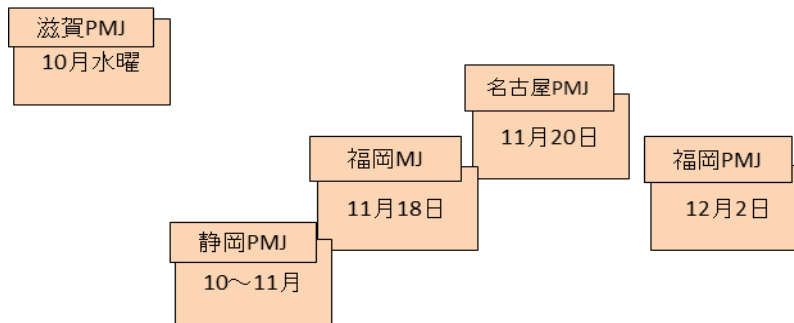 滋賀PMJ
10月水曜
静岡PMJ
10～11月
福岡MJ
11月18日
名古屋PMJ
11月20日
福岡PMJ
12月2日